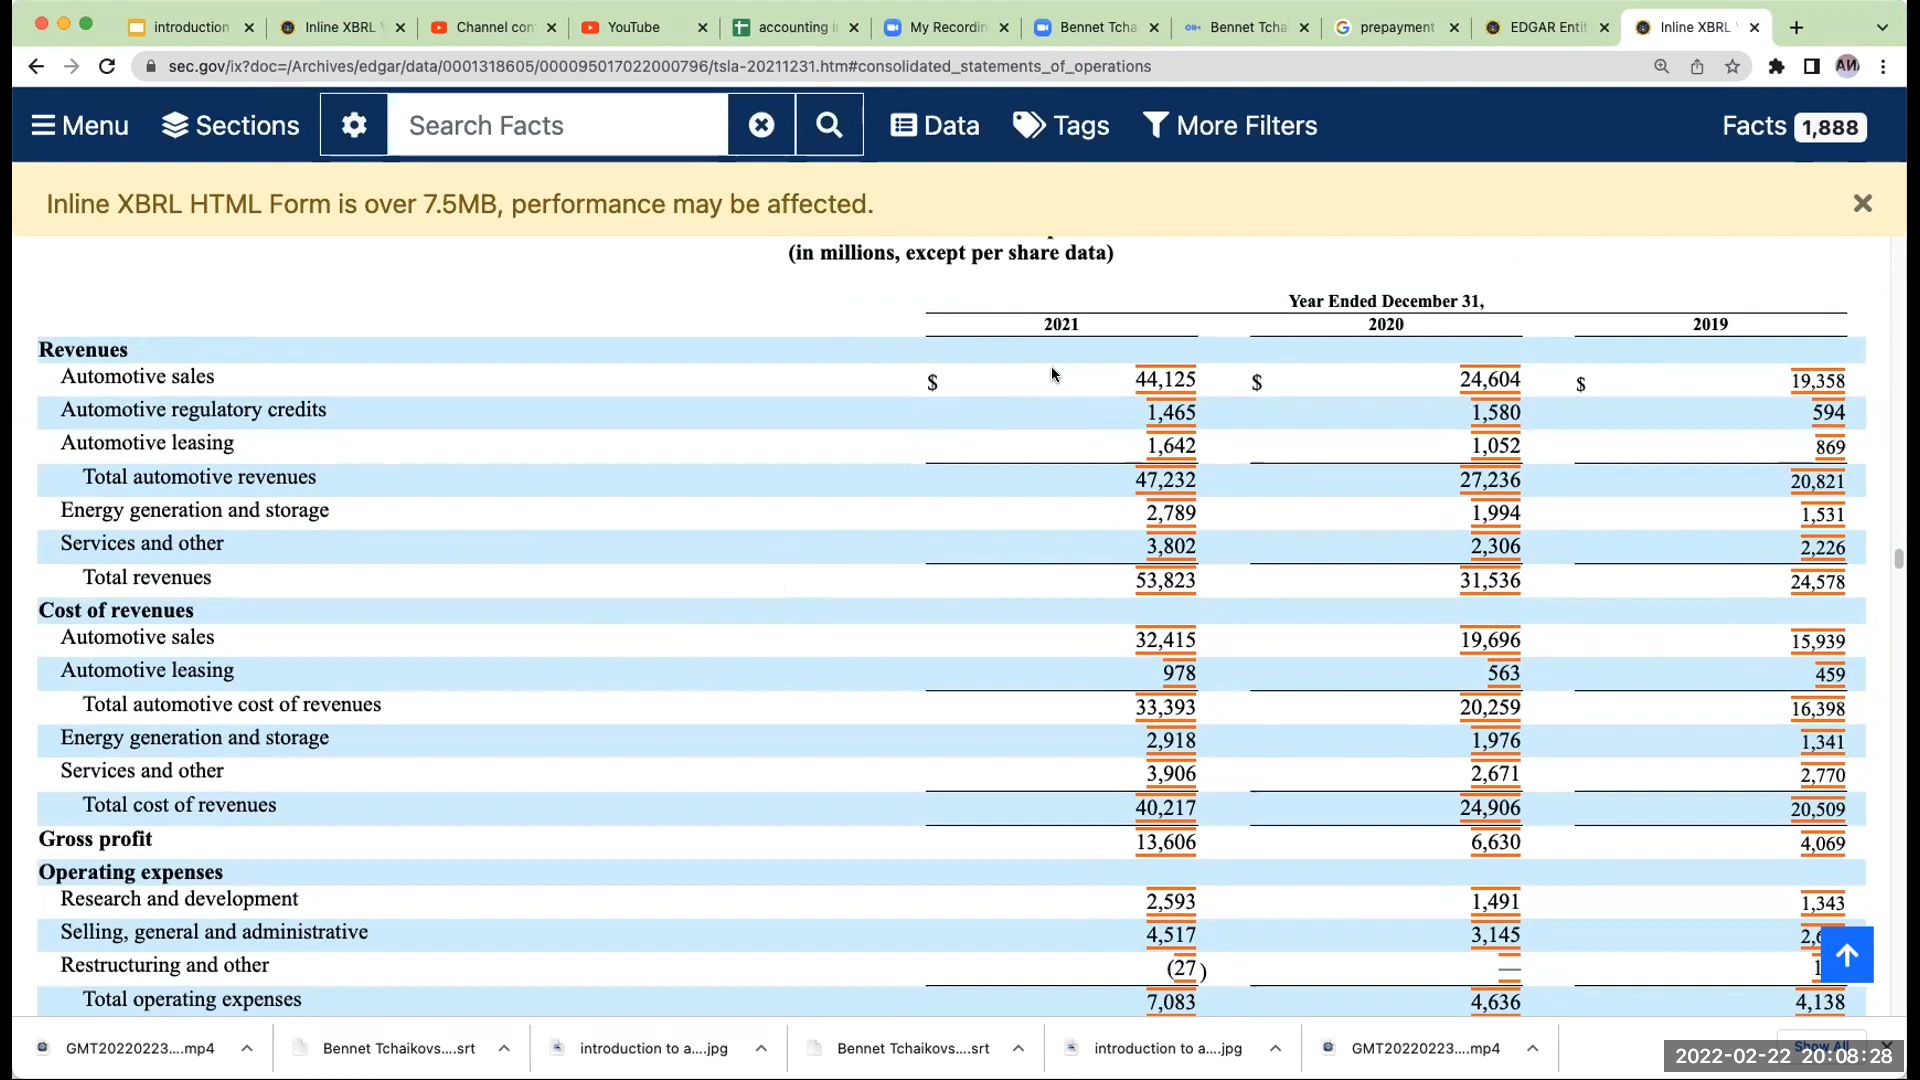 introduction
Inline XBRL
Channel con
YouTube
accounting i
My Recordin
Bennet Tcha
Bennet Tcha
prepayment
EDGAR Entit
Inline XBRL
sec.gov/ix?doc=/Archives/edgar/data/0001318605/000095017022000796/tsla-20211231.htm#consolidated_statements_of_operations
Menu Sections Search Facts Data Tags More Filters Facts 1,888
Inline XBRL HTML Form is over 7.5MB, performance may be affected.
(in millions, except per share data)
Year Ended December 31,
2021 2020 2019
Revenues
Automotive sales $ 44,125 $ 24,604 $ 19,358
Automotive regulatory credits 1,465 1,580 594
Automotive leasing 1,642 1,052 869
Total automotive revenues 47,232 27,236 20,821
Energy generation and storage 2,789 1,994 1,531
Services and other 3,802 2,306 2,226
Total revenues 53,823 31,536 24,578
Cost of revenues
Automotive sales 32,415 19,696 15,939
Automotive leasing 978 563 459
Total automotive cost of revenues 33,393 20,259 16,398
Energy generation and storage 2,918 1,976 1,341
Services and other 3,906 2,671 2,770
Total cost of revenues 40,217 24,906 20,509
Gross profit 13,606 6,630 4,069
Operating expenses
Research and development 2,593 1,491 1,343
Selling, general and administrative 4,517 3,145
Restructuring and other (27) —
Total operating expenses 7,083 4,636 4,138
GMT20220223....mp4
Bennet Tchaikovs....srt
introduction to a....jpg
Bennet Tchaikovs....srt
introduction to a....jpg
GMT20220223....mp4
Show All
2022-02-22 20:08:28